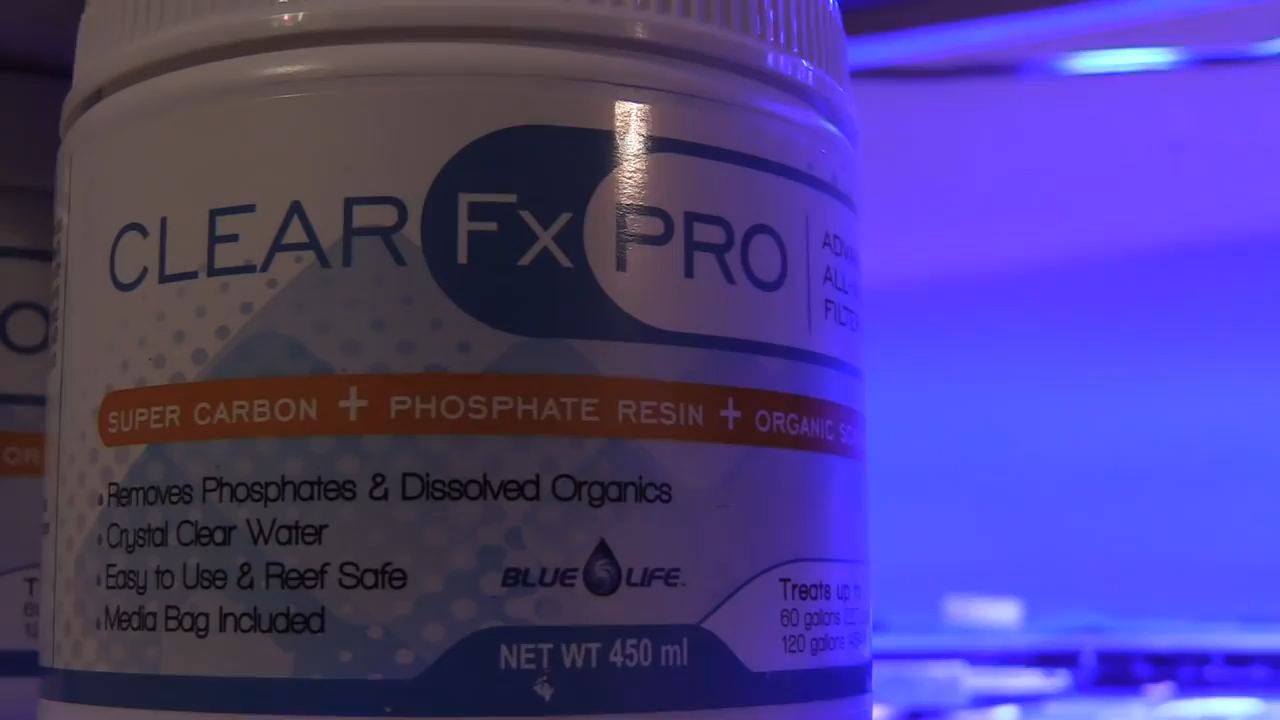 CLEAR FX PRO
SUPER CARBON + PHOSPHATE RESIN + ORGANIC
• Removes Phosphates & Dissolved Organics
• Crystal Clear Water
• Easy to Use & Reef Safe
• Media Bag Included
BLUE LIFE
Treats up to
60 gallons
120 gallons
NET WT 450 ml